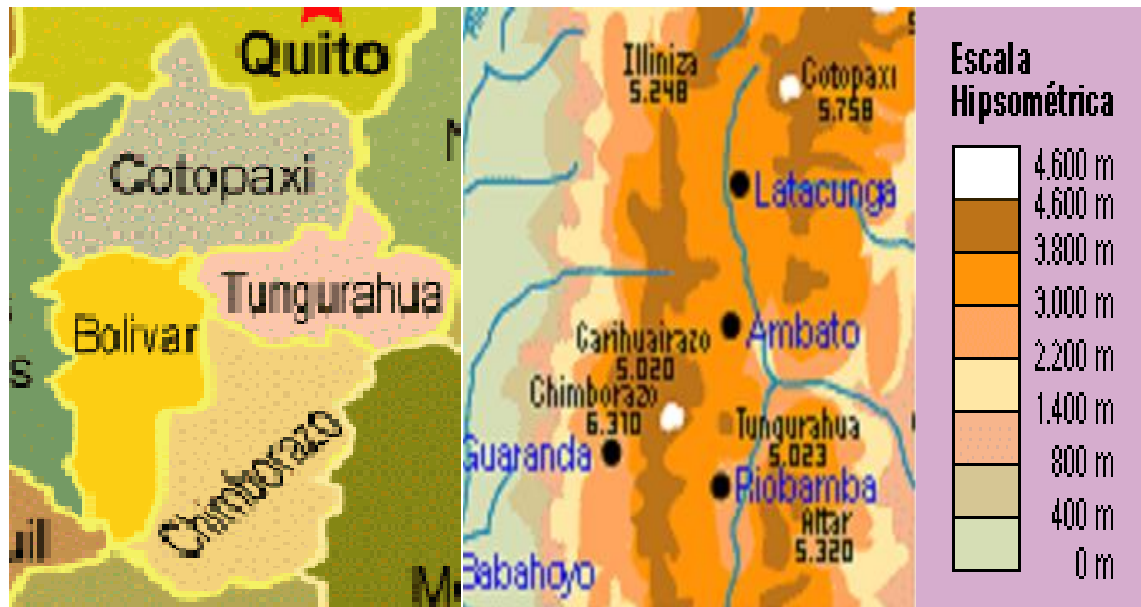 Quito
Cotopaxi
Tungurahua
Bolivar
s
Chimborazo
uil
Illiniza
5.248
Cotopaxi
5.758
Latacunga
Carihuairazo
5.020
Ambato
Chimborazo
6.310
Tungurahua
5.023
Guaranda
Riobamba
Altar
5.320
Babahoyo
Escala
Hipsométrica
4.600 m
4.600 m
3.800 m
3.000 m
2.200 m
1.400 m
800 m
400 m
0 m